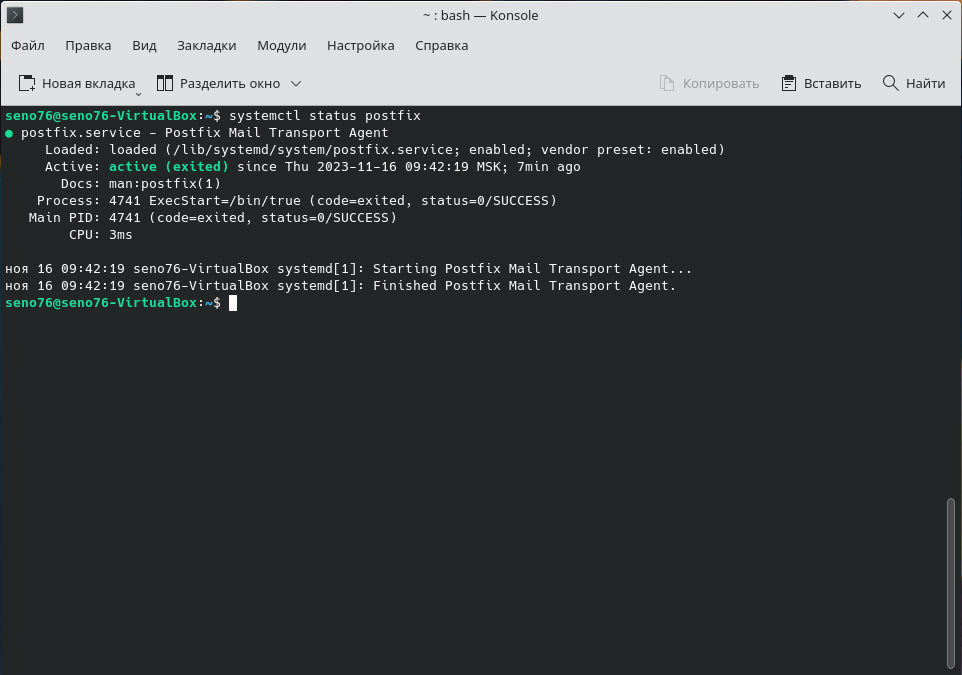 ~ : bash — Konsole
Файл Правка Вид Закладки Модули Настройка Справка
Новая вкладка Разделить окно Копировать Вставить Найти
seno76@seno76-VirtualBox:~$ systemctl status postfix
● postfix.service - Postfix Mail Transport Agent
     Loaded: loaded (/lib/systemd/system/postfix.service; enabled; vendor preset: enabled)
     Active: active (exited) since Thu 2023-11-16 09:42:19 MSK; 7min ago
       Docs: man:postfix(1)
    Process: 4741 ExecStart=/bin/true (code=exited, status=0/SUCCESS)
   Main PID: 4741 (code=exited, status=0/SUCCESS)
        CPU: 3ms
ноя 16 09:42:19 seno76-VirtualBox systemd[1]: Starting Postfix Mail Transport Agent...
ноя 16 09:42:19 seno76-VirtualBox systemd[1]: Finished Postfix Mail Transport Agent.
seno76@seno76-VirtualBox:~$